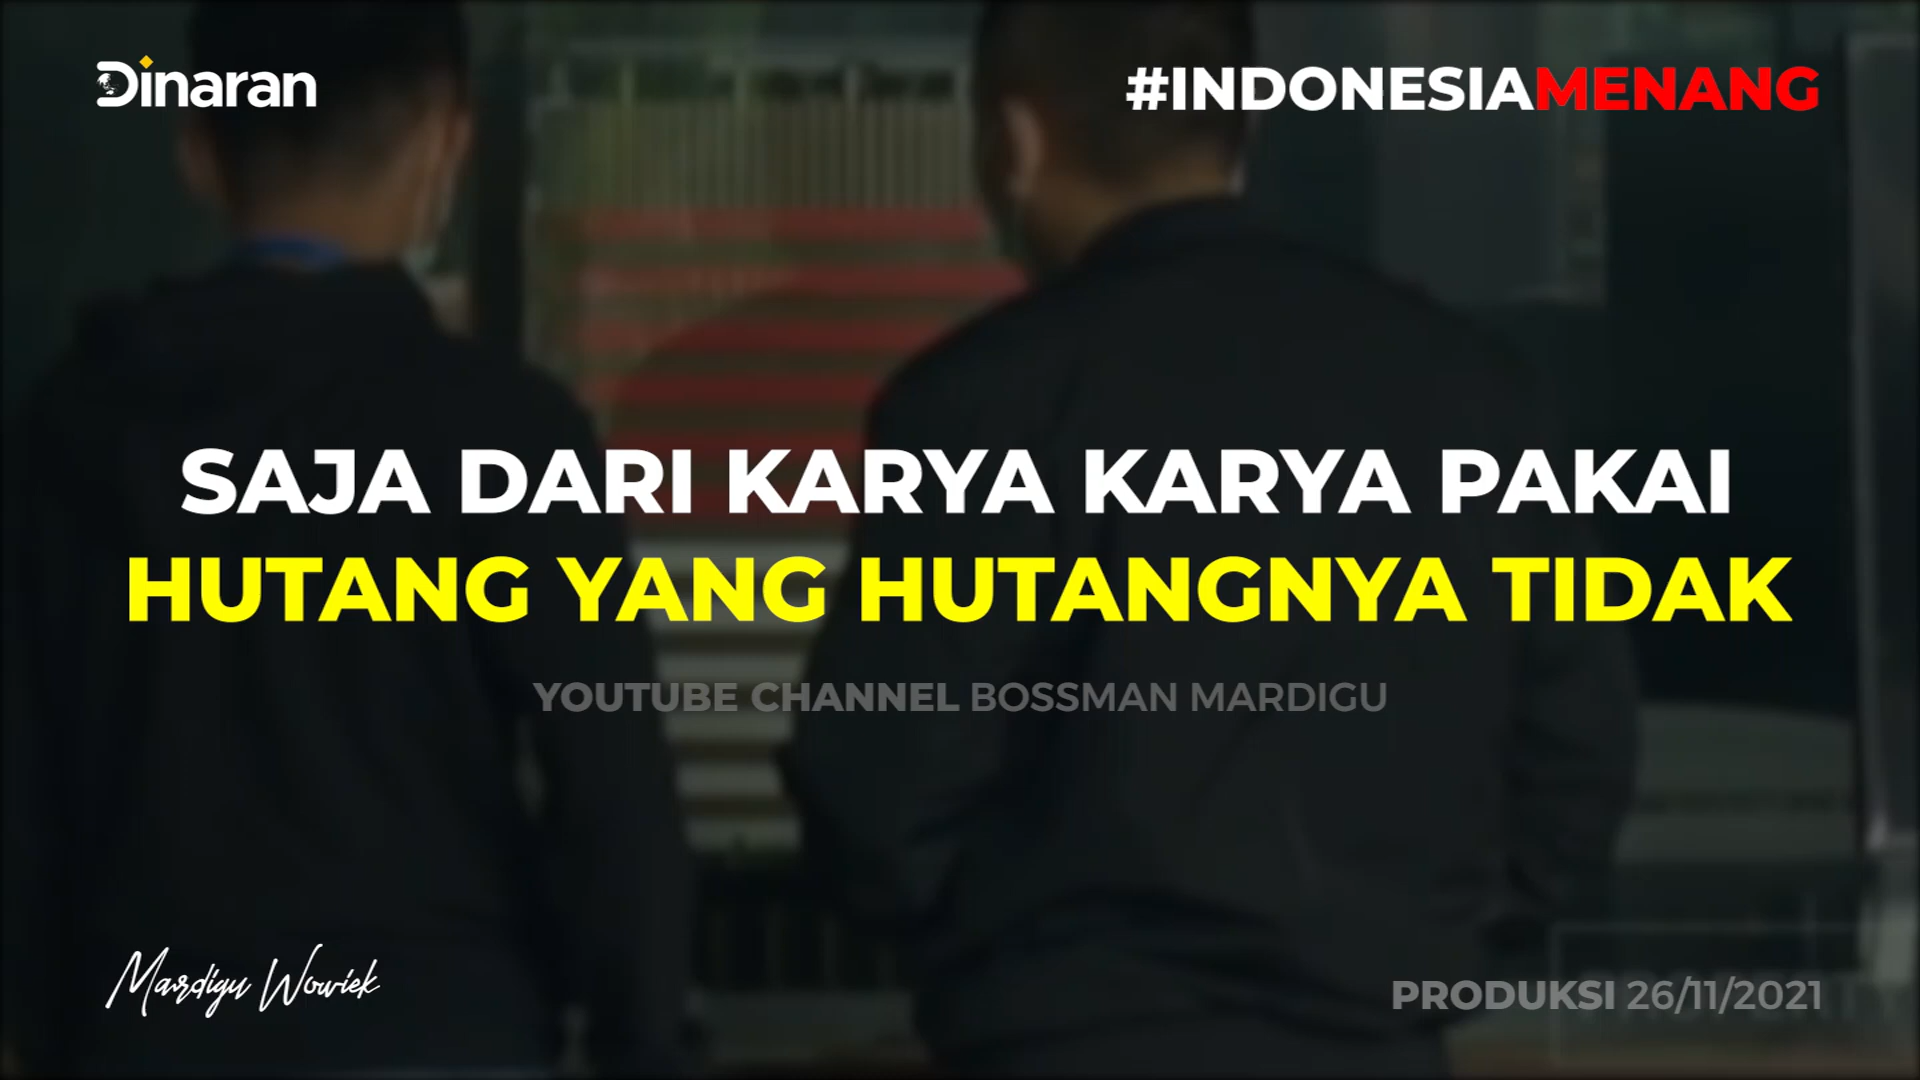 Dinaran
#INDONESIAMENANG
SAJA DARI KARYA KARYA PAKAI
HUTANG YANG HUTANGNYA TIDAK
YOUTUBE CHANNEL BOSSMAN MARDIGU
Mardigu Wowiek
PRODUKSI 26/11/2021